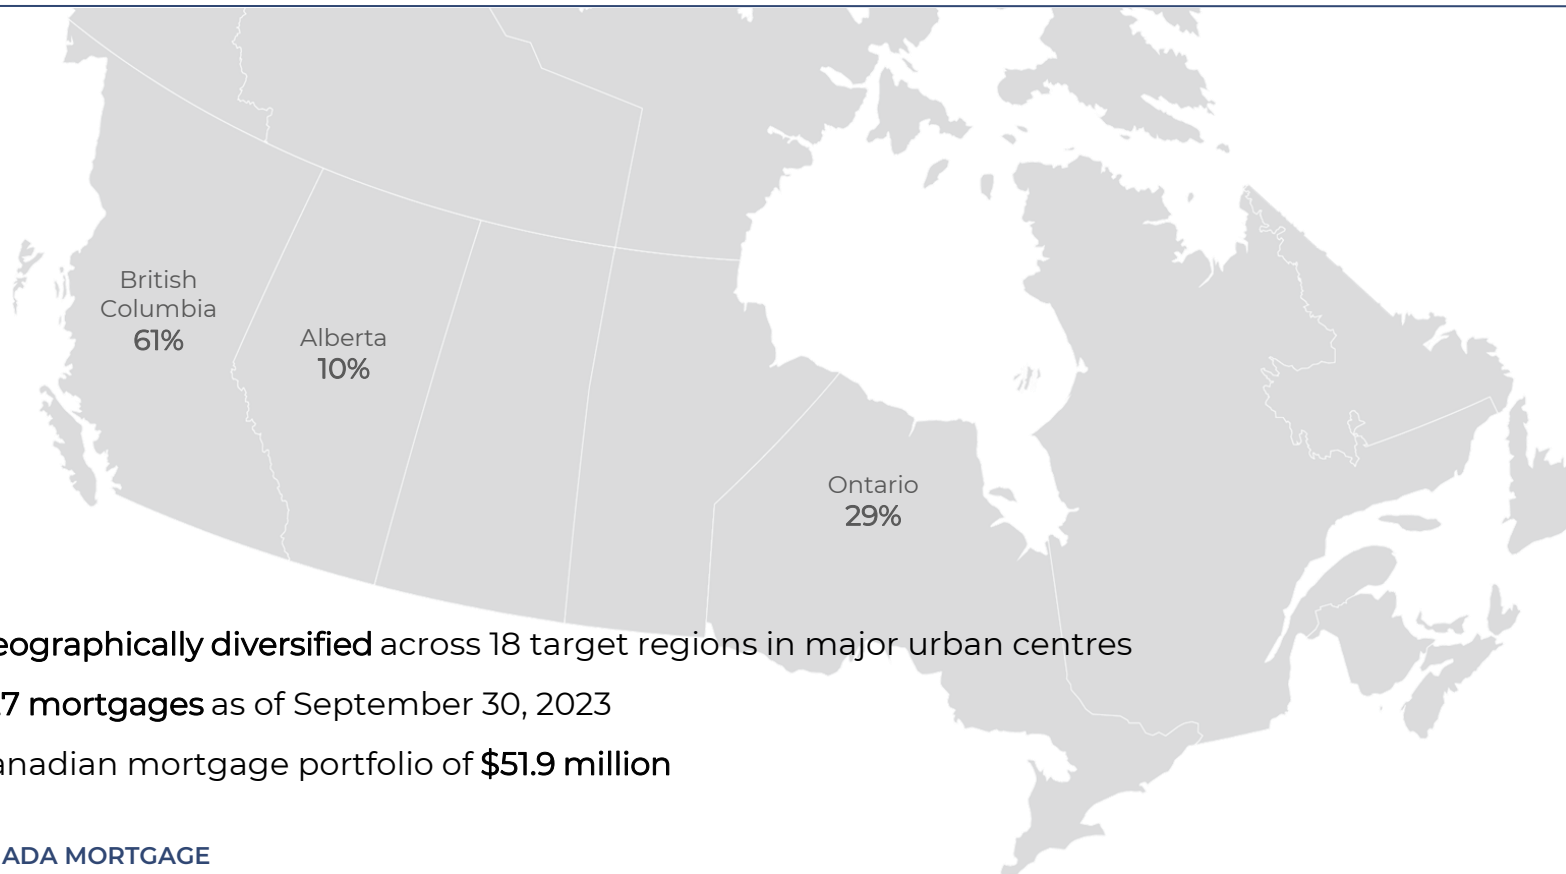 British
Columbia
61%
Alberta
10%
Ontario
29%
eographically diversified across 18 target regions in major urban centres
7 mortgages as of September 30, 2023
anadian mortgage portfolio of $51.9 million
ADA MORTGAGE